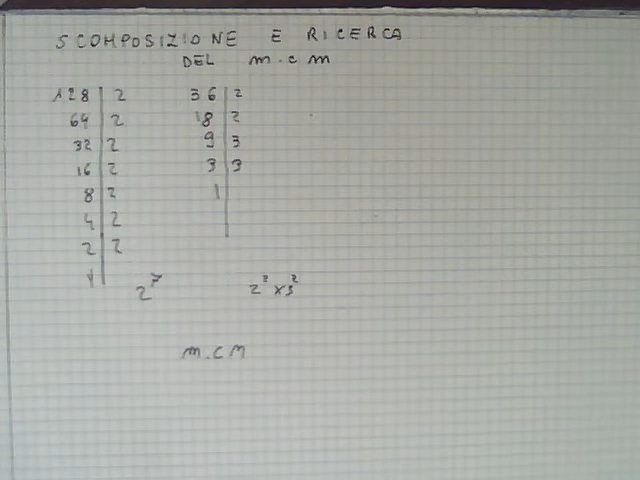 SCOMPOSIZIONE E RICERCA
DEL m.c m
128 | 2 36 | 2
64 | 2 18 | 2
32 | 2 9 | 3
16 | 2 3 | 3
8 | 2 1
4 | 2
2 | 2
1
2⁷ 2² x 3²
m.c m